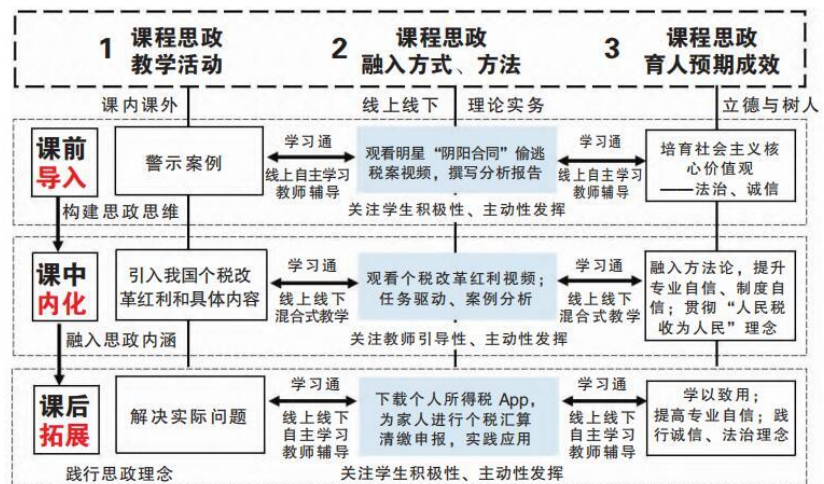 1 课程思政
教学活动
2 课程思政
融入方式、方法
3 课程思政
育人预期成效
课内课外
线上线下
理论实务
立德与树人
课前
导入
警示案例
学习通
线上自主学习
教师辅导
观看明星“阴阳合同”偷逃
税案视频，撰写分析报告
学习通
线上自主学习
教师辅导
培育社会主义核
心价值观
——法治、诚信
构建思政思维
关注学生积极性、主动性发挥
课中
内化
引入我国个税改
革红利和具体内容
学习通
线上线下
混合式教学
观看个税改革红利视频；
任务驱动、案例分析
学习通
线上线下
混合式教学
融入方法论，提升
专业自信、制度自
信；贯彻“人民税
收为人民”理念
融入思政内涵
关注教师引导性、主动性发挥
课后
拓展
解决实际问题
学习通
线上线下
自主学习
教师辅导
下载个人所得税 App，
为家人进行个税汇算
清缴申报，实践应用
学习通
线上线下
自主学习
教师辅导
学以致用；
提高专业自信；践
行诚信、法治理念
践行思政理念
关注学生积极性、主动性发挥